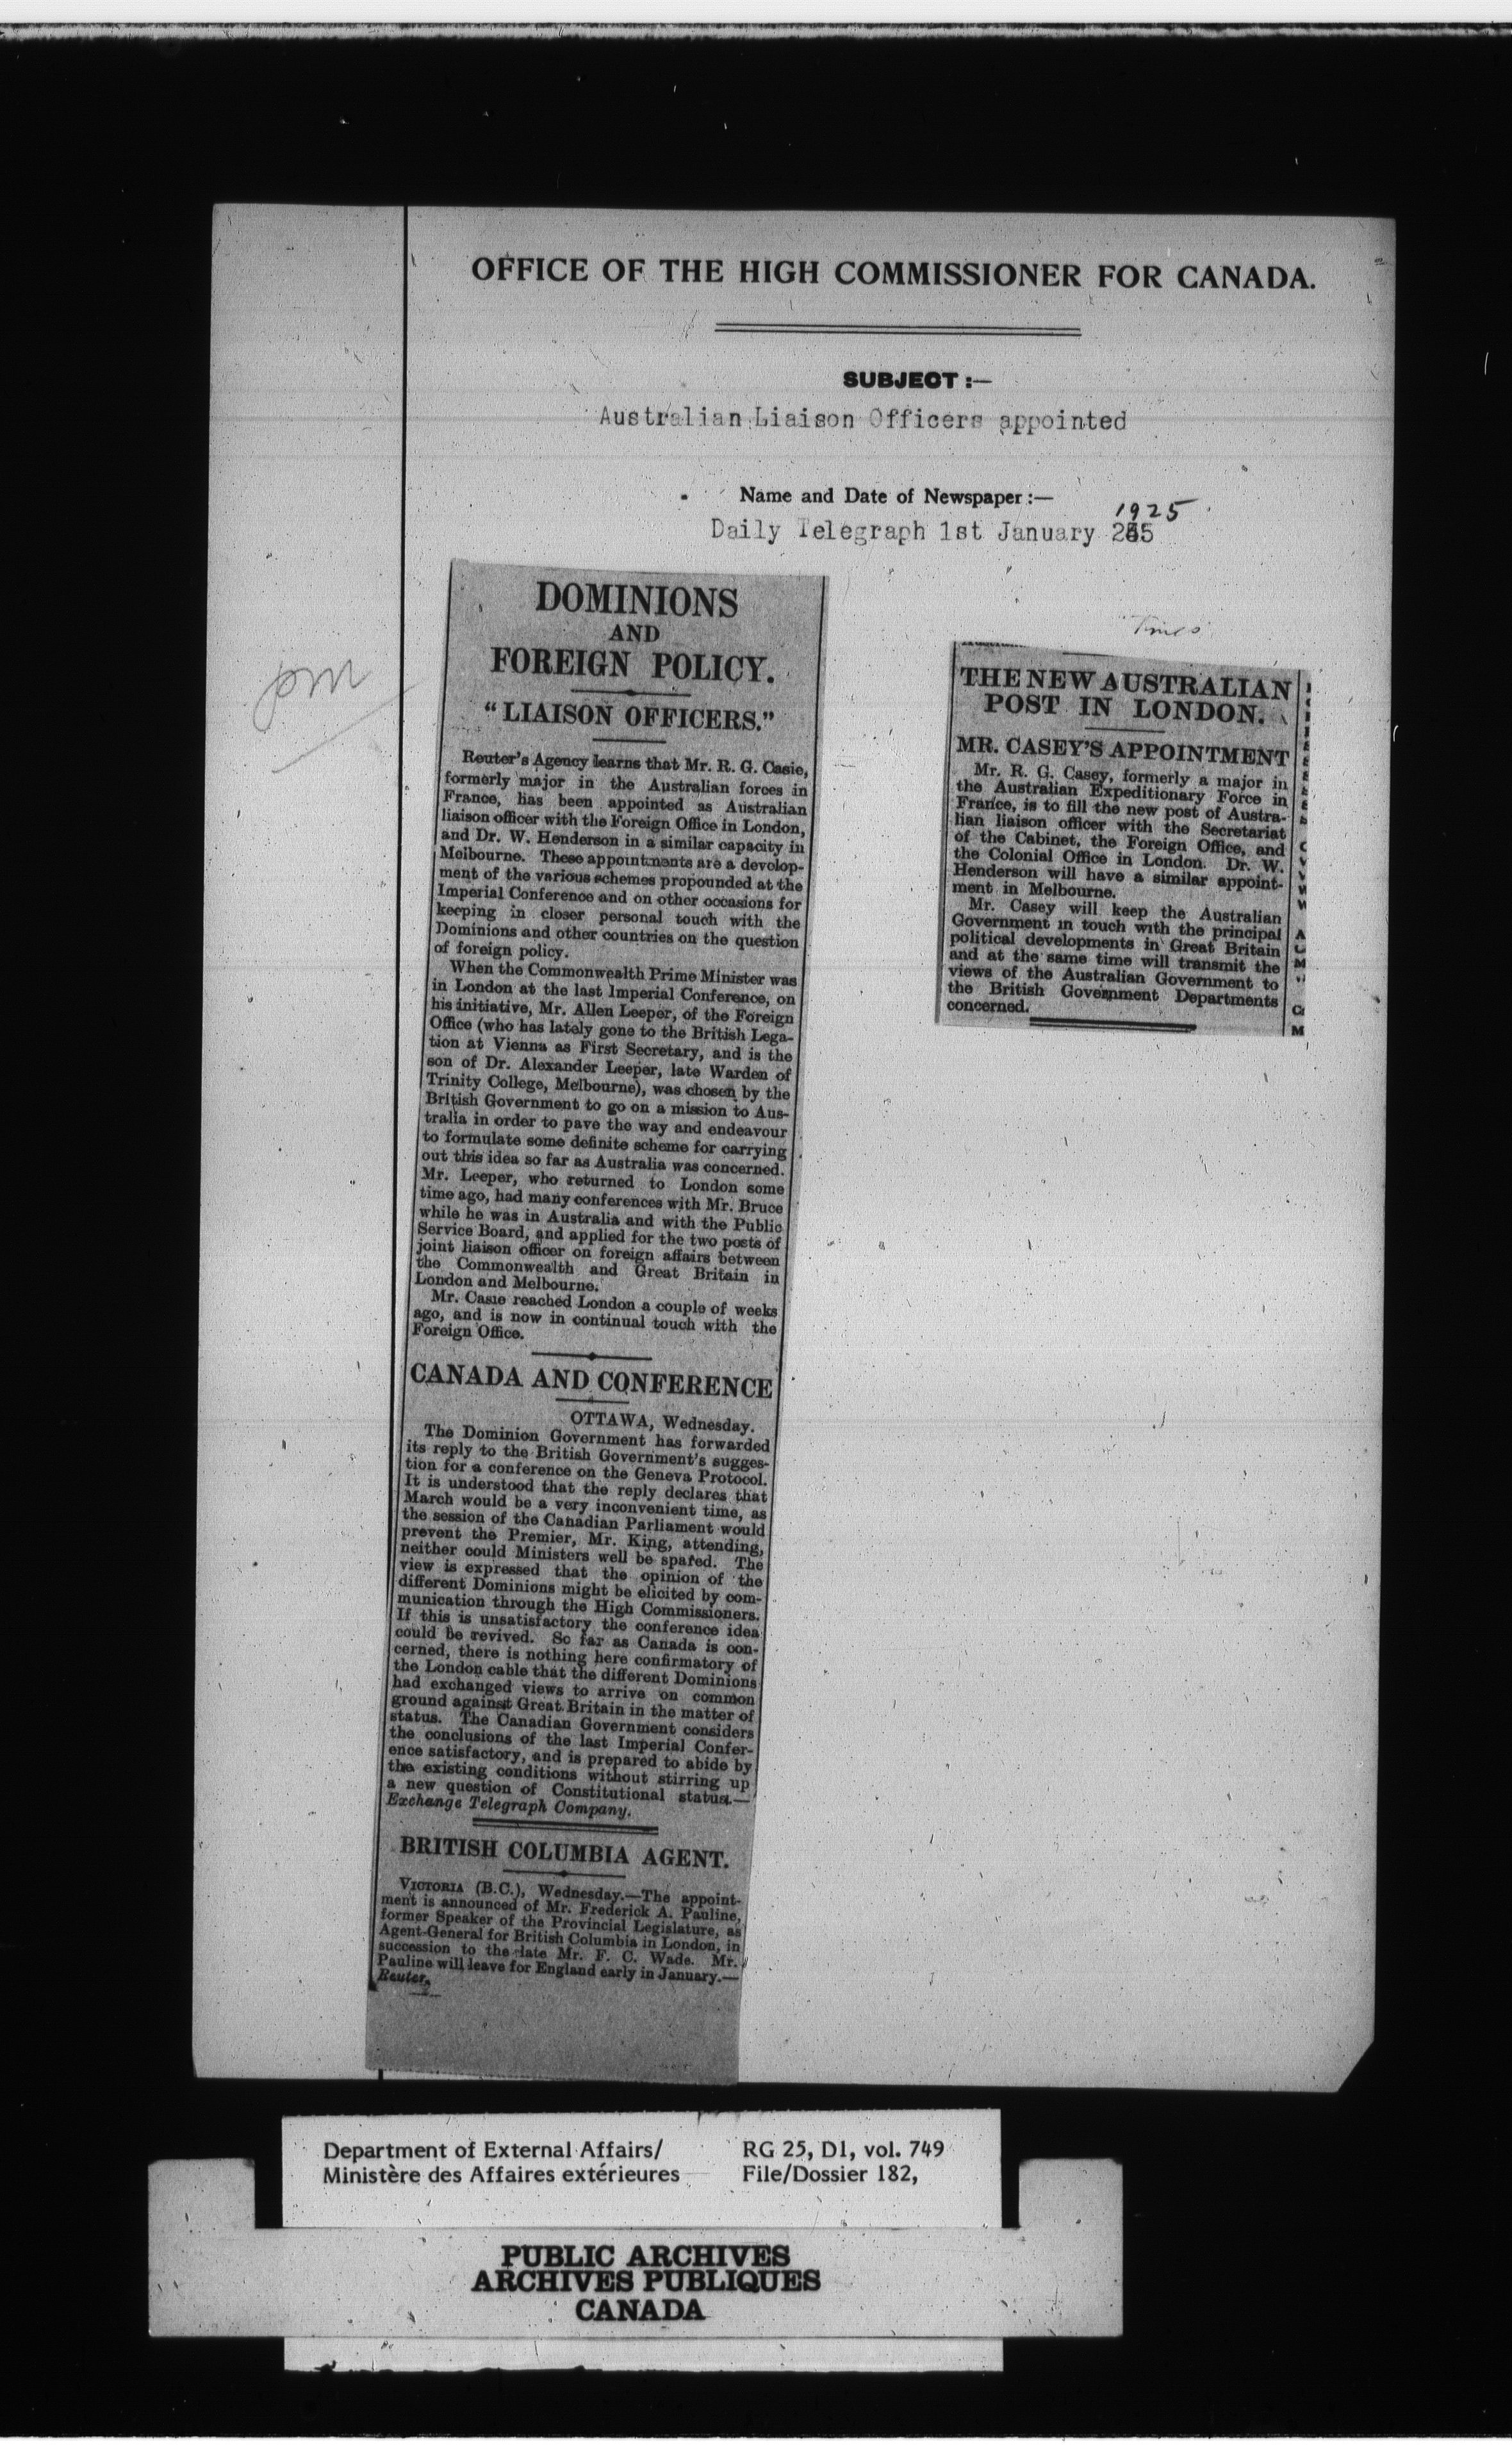 OFFICE OF THE HIGH COMMISSIONER FOR CANADA.
SUBJECT :—
Australian Liaison Officers appointed
Name and Date of Newspaper :—
1925
Daily Telegraph 1st January
pm
DOMINIONS
AND
FOREIGN POLICY.
"LIAISON OFFICERS."
Reuter's Agency learns that Mr. R. G. Casie,
formerly major in the Australian forces in
France, has been appointed as Australian
liaison officer with the Foreign Office in London,
and Dr. W. Henderson in a similar capacity in
Melbourne. These appointments are a develop-
ment of the various schemes propounded at the
Imperial Conference and on other occasions for
keeping in closer personal touch with the
Dominions and other countries on the question
of foreign policy.
When the Commonwealth Prime Minister was
in London at the last Imperial Conference, on
his initiative, Mr. Allen Leeper, of the Foreign
Office (who has lately gone to the British Lega-
tion at Vienna as First Secretary, and is the
son of Dr. Alexander Leeper, late Warden of
Trinity College, Melbourne), was chosen by the
British Government to go on a mission to Aus-
tralia in order to pave the way and endeavour
to formulate some definite scheme for carrying
out this idea so far as Australia was concerned.
Mr. Leeper, who returned to London some
time ago, had many conferences with Mr. Bruce
while he was in Australia and with the Public
Service Board, and applied for the two posts of
joint liaison officer on foreign affairs between
the Commonwealth and Great Britain in
London and Melbourne.
Mr. Casie reached London a couple of weeks
ago, and is now in continual touch with the
Foreign Office.
CANADA AND CONFERENCE
OTTAWA, Wednesday.
The Dominion Government has forwarded
its reply to the British Government's sugges-
tion for a conference on the Geneva Protocol.
It is understood that the reply declares that
March would be a very inconvenient time, as
the session of the Canadian Parliament would
prevent the Premier, Mr. King, attending,
neither could Ministers well be spared. The
view is expressed that the opinion of the
different Dominions might be elicited by com-
munication through the High Commissioners.
If this is unsatisfactory the conference idea
could be revived. So far as Canada is con-
cerned, there is nothing here confirmatory of
the London cable that the different Dominions
had exchanged views to arrive on common
ground against Great Britain in the matter of
status. The Canadian Government considers
the conclusions of the last Imperial Confer-
ence satisfactory, and is prepared to abide by
the existing conditions without stirring up
a new question of Constitutional status.—
Exchange Telegraph Company.
BRITISH COLUMBIA AGENT.
VICTORIA (B.C.), Wednesday.—The appoint-
ment is announced of Mr. Frederick A. Pauline,
former Speaker of the Provincial Legislature, as
Agent-General for British Columbia in London, in
succession to the late Mr. F. C. Wade. Mr.
Pauline will leave for England early in January.—
Reuter.
Times
THE NEW AUSTRALIAN
POST IN LONDON.
MR. CASEY'S APPOINTMENT
Mr. R. G. Casey, formerly a major in
the Australian Expeditionary Force in
France, is to fill the new post of Austra-
lian liaison officer with the Secretariat
of the Cabinet, the Foreign Office, and
the Colonial Office in London. Dr. W.
Henderson will have a similar appoint-
ment in Melbourne.
Mr. Casey will keep the Australian
Government in touch with the principal
political developments in Great Britain
and at the same time will transmit the
views of the Australian Government to
the British Government Departments
concerned.
Department of External Affairs/
Ministère des Affaires extérieures
RG 25, D1, vol. 749
File/Dossier 182,
PUBLIC ARCHIVES
ARCHIVES PUBLIQUES
CANADA